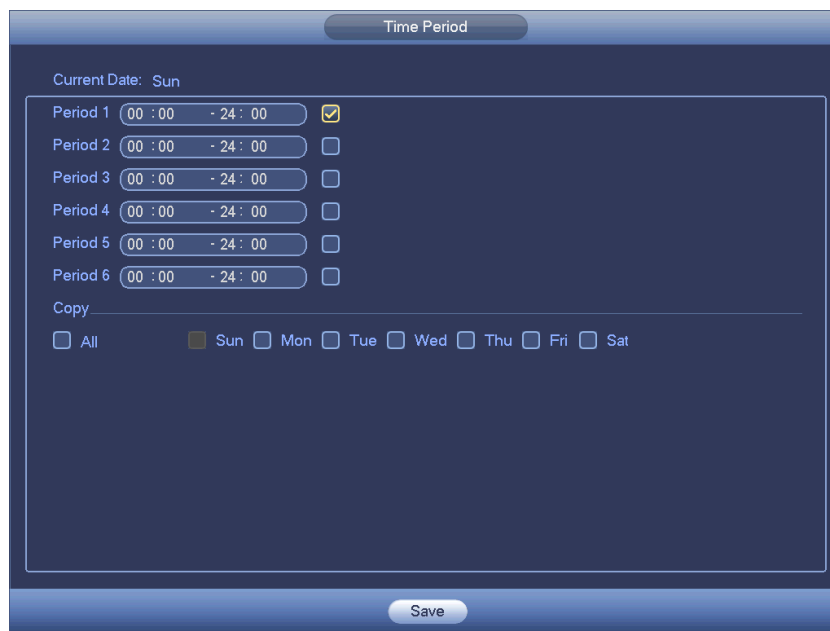 Time Period
Current Date: Sun
Period 1 00 :00 - 24 : 00
Period 2 00 :00 - 24 : 00
Period 3 00 :00 - 24 : 00
Period 4 00 :00 - 24 : 00
Period 5 00 :00 - 24 : 00
Period 6 00 :00 - 24 : 00
Copy
All Sun Mon Tue Wed Thu Fri Sat
Save